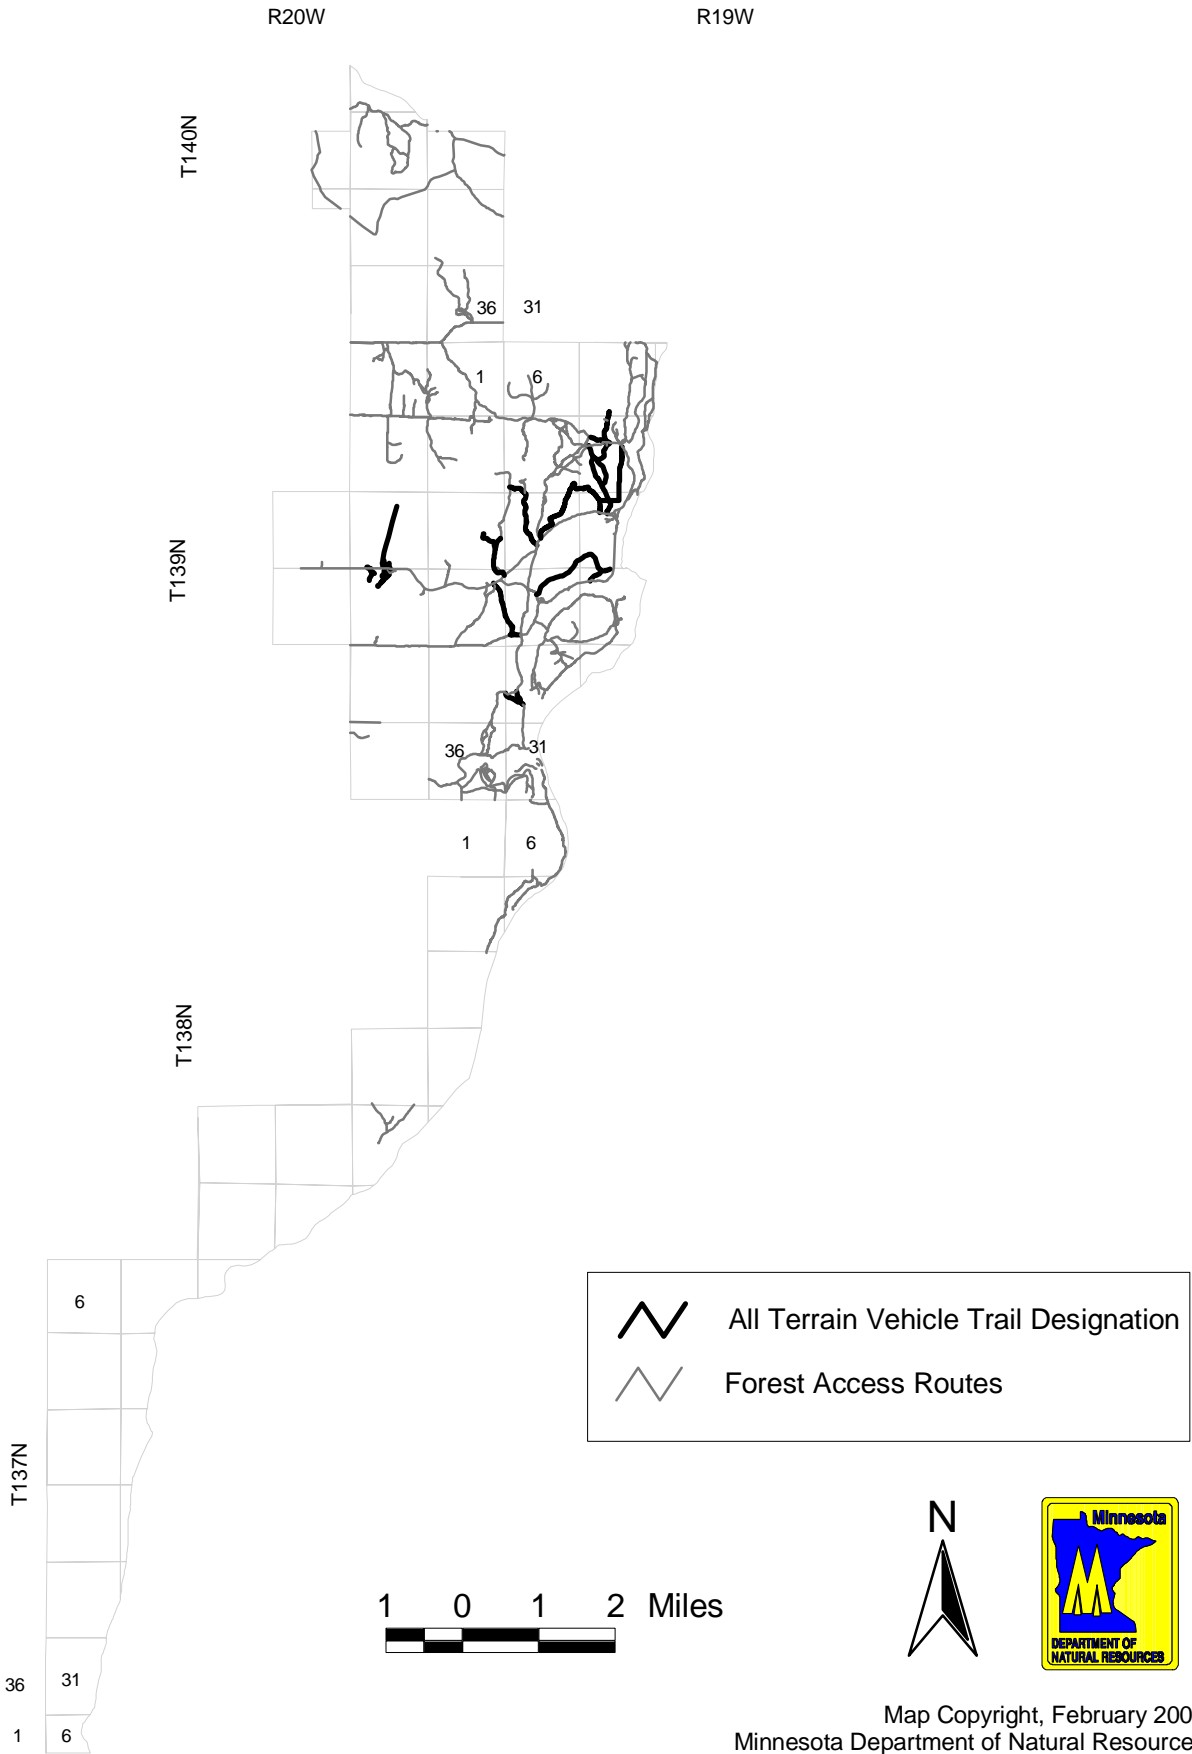 R20W R19W
T140N
36 31
1 6
T139N
36 31
1 6
T138N
6
All Terrain Vehicle Trail Designation
Forest Access Routes
T137N
N
Minnesota
DEPARTMENT OF
NATURAL RESOURCES
1 0 1 2 Miles
36 31
1 6
Map Copyright, February 200
Minnesota Department of Natural Resource